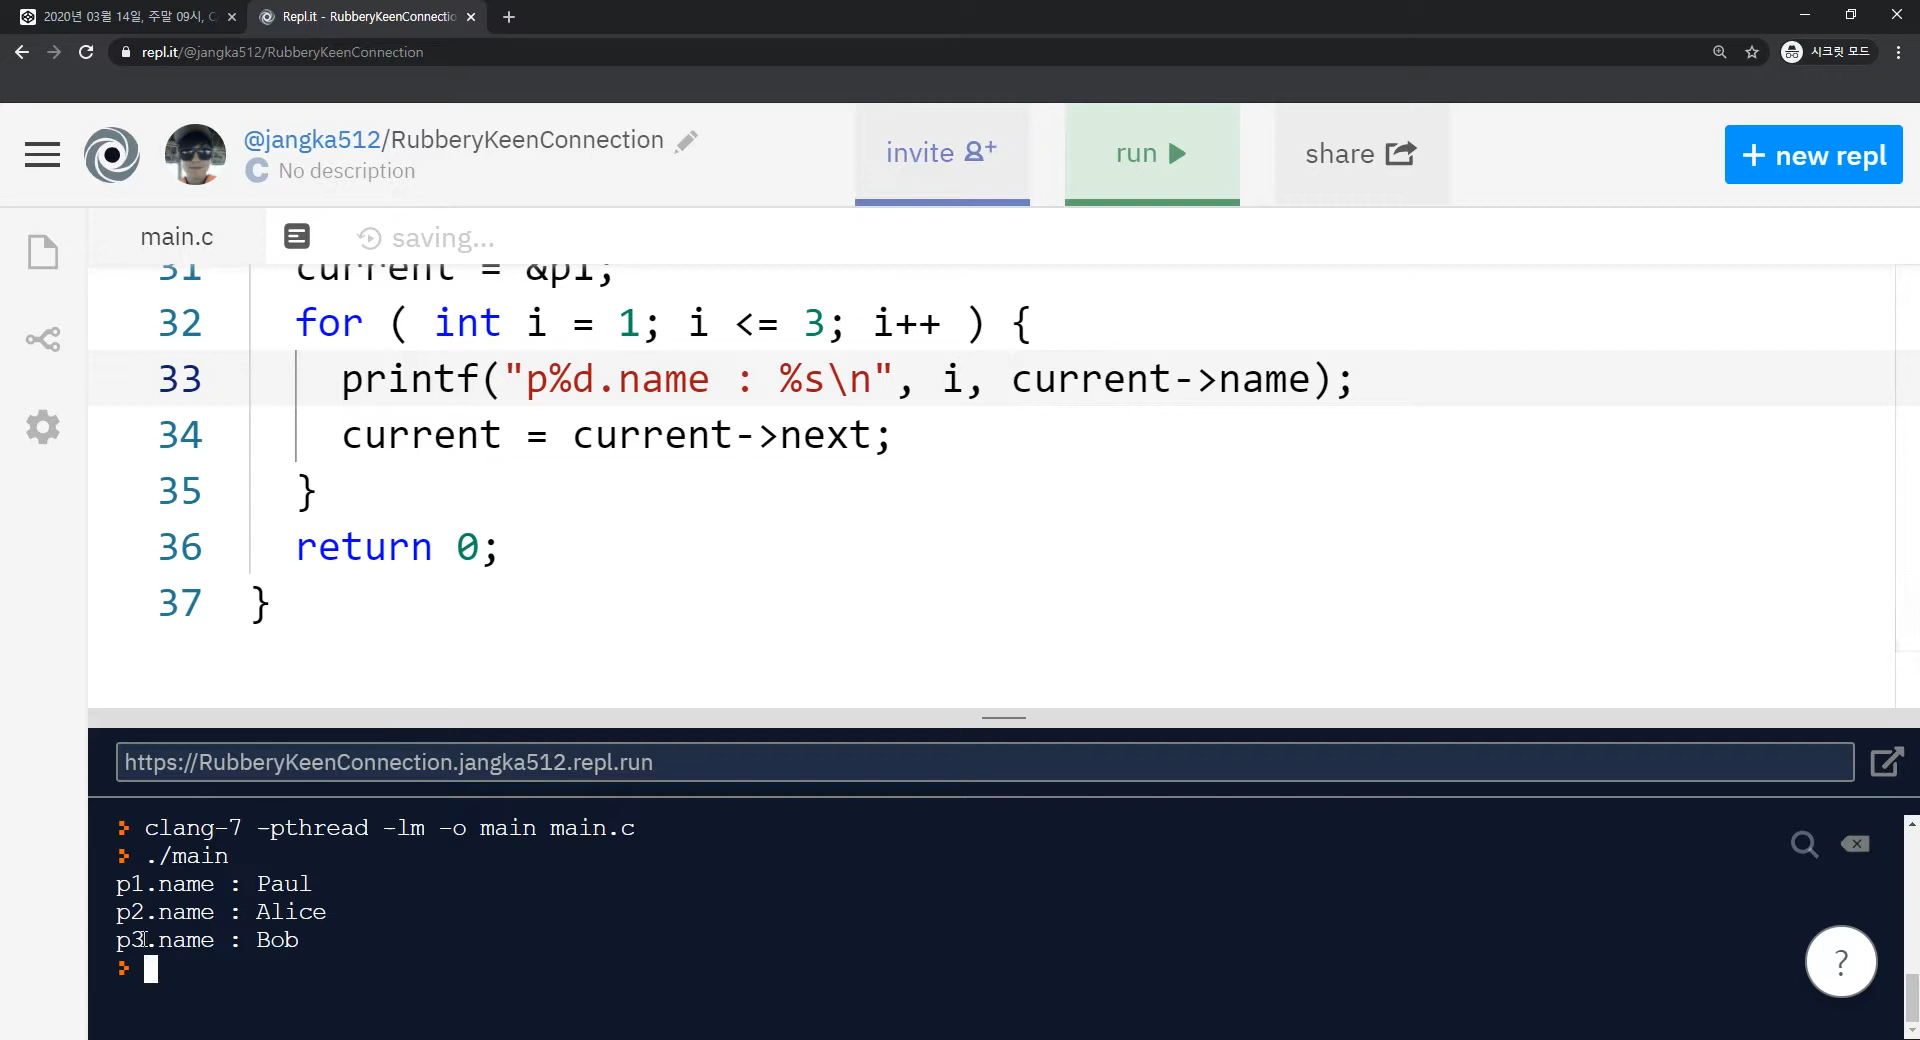 2020년 03월 14일, 주말 09시, C
Repl.it - RubberyKeenConnectio
repl.it/@jangka512/RubberyKeenConnection
시크릿 모드
@jangka512/RubberyKeenConnection
No description
invite
run
share
+ new repl
main.c
saving...
31 current = &p1;
32 for ( int i = 1; i <= 3; i++ ) {
33 printf("p%d.name : %s\n", i, current->name);
34 current = current->next;
35 }
36 return 0;
37 }
https://RubberyKeenConnection.jangka512.repl.run
clang-7 -pthread -lm -o main main.c
./main
p1.name : Paul
p2.name : Alice
p3.name : Bob
?